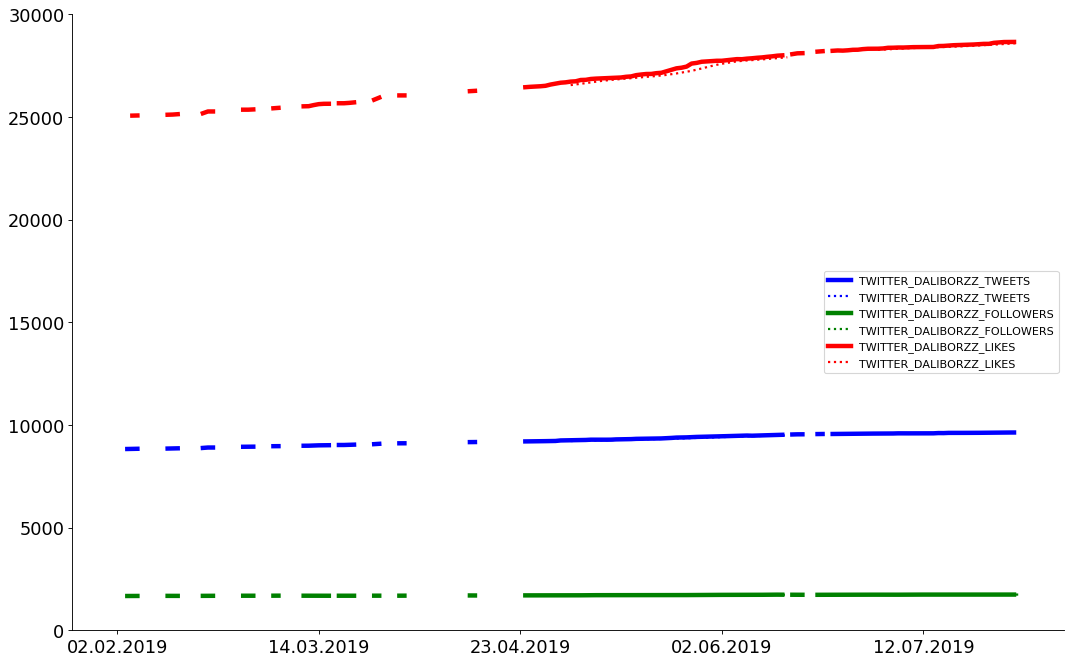 30000
25000
20000
15000
10000
5000
0
TWITTER_DALIBORZZ_TWEETS
TWITTER_DALIBORZZ_TWEETS
TWITTER_DALIBORZZ_FOLLOWERS
TWITTER_DALIBORZZ_FOLLOWERS
TWITTER_DALIBORZZ_LIKES
TWITTER_DALIBORZZ_LIKES
02.02.2019 14.03.2019 23.04.2019 02.06.2019 12.07.2019